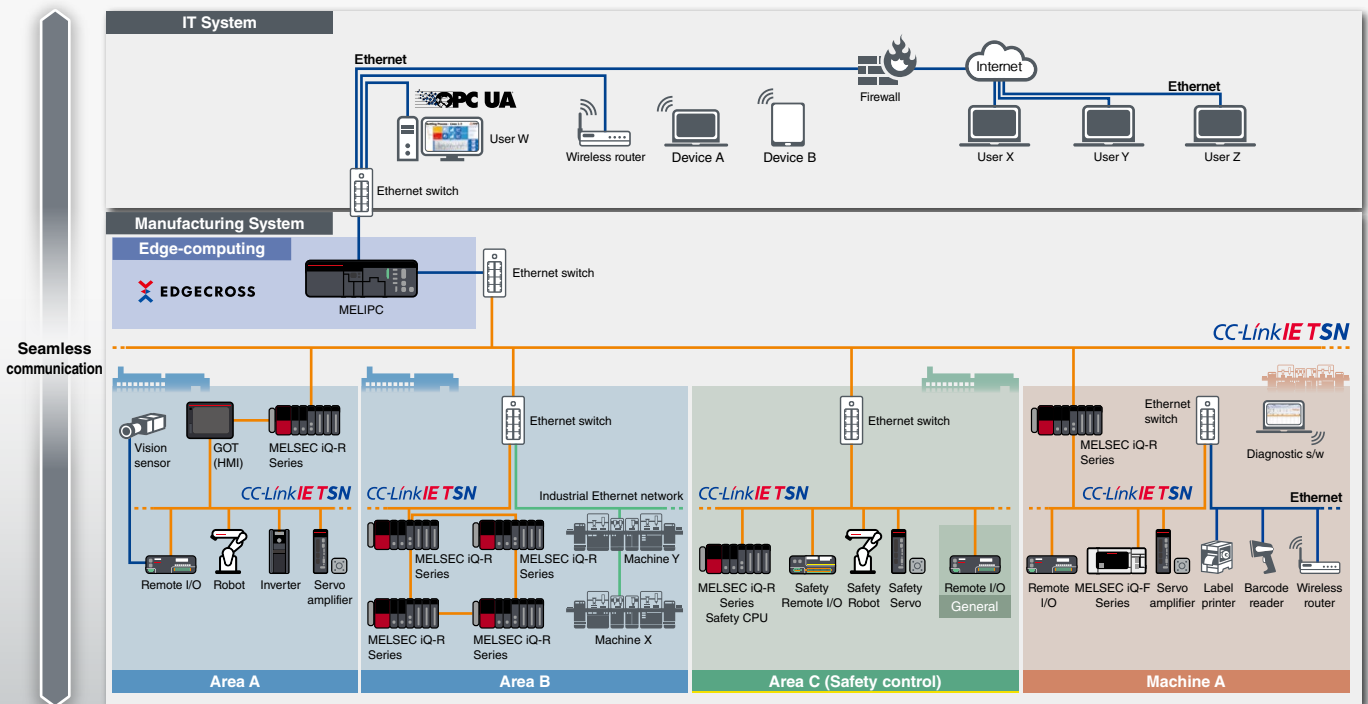 IT System
Ethernet
OPC UA
User W
Wireless router
Device A
Device B
Firewall
Internet
Ethernet
User X
User Y
User Z
Ethernet switch
Seamless
communication
Manufacturing System
Edge-computing
EDGECROSS
MELIPC
Ethernet switch
CC-Link IE TSN
Vision
sensor
GOT
(HMI)
MELSEC iQ-R
Series
CC-Link IE TSN
Remote I/O
Robot
Inverter
Servo
amplifier
Area A
Ethernet switch
CC-Link IE TSN
Industrial Ethernet network
MELSEC iQ-R
Series
MELSEC iQ-R
Series
Machine Y
MELSEC iQ-R
Series
MELSEC iQ-R
Series
Machine X
Area B
Ethernet switch
CC-Link IE TSN
MELSEC iQ-R
Series
Safety CPU
Safety
Remote I/O
Safety
Robot
Safety
Servo
Remote I/O
General
Area C (Safety control)
MELSEC iQ-R
Series
Ethernet
switch
Diagnostic s/w
CC-Link IE TSN
Ethernet
Remote
I/O
MELSEC iQ-F
Series
Servo
amplifier
Label
printer
Barcode
reader
Wireless
router
Machine A